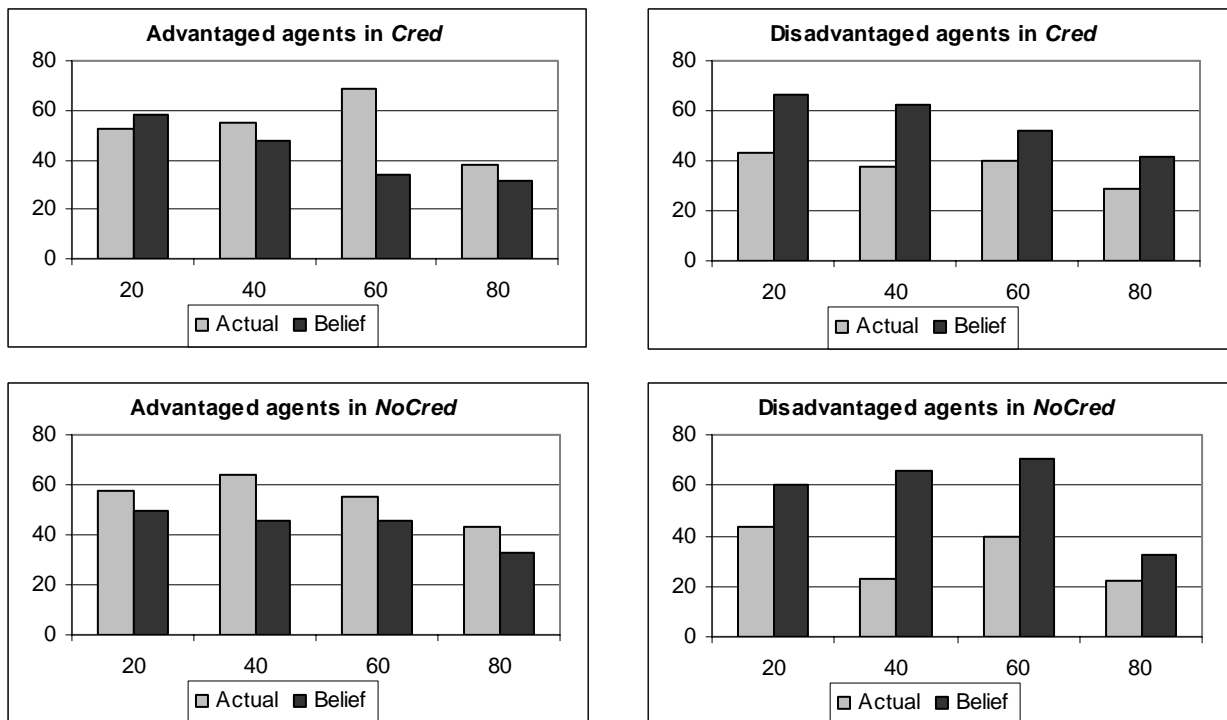 Advantaged agents in Cred
80
60
40
20
0
20 40 60 80
Actual Belief
Disadvantaged agents in Cred
80
60
40
20
0
20 40 60 80
Actual Belief
Advantaged agents in NoCred
80
60
40
20
0
20 40 60 80
Actual Belief
Disadvantaged agents in NoCred
80
60
40
20
0
20 40 60 80
Actual Belief